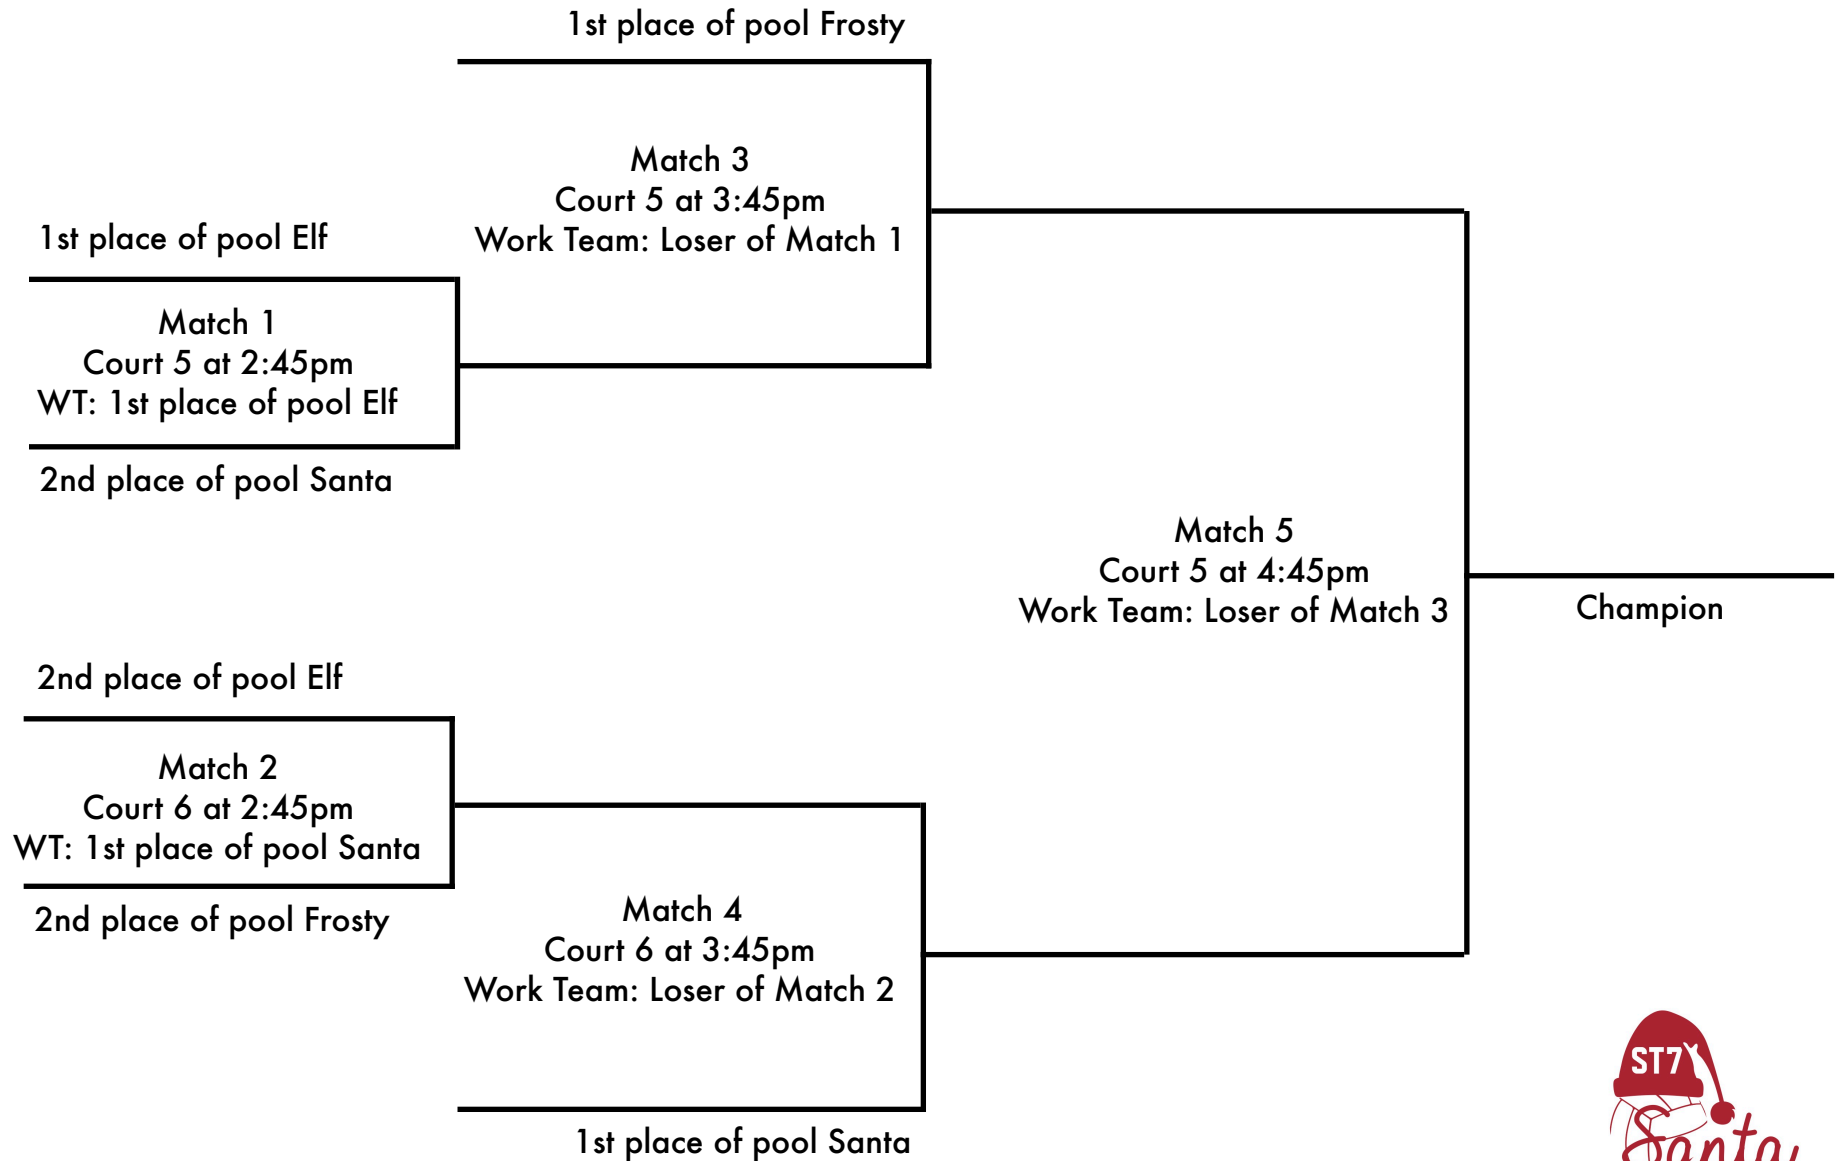 1st place of pool Frosty
Match 3
Court 5 at 3:45pm
Work Team: Loser of Match 1
1st place of pool Elf
Match 1
Court 5 at 2:45pm
WT: 1st place of pool Elf
2nd place of pool Santa
Match 5
Court 5 at 4:45pm
Work Team: Loser of Match 3
Champion
2nd place of pool Elf
Match 2
Court 6 at 2:45pm
WT: 1st place of pool Santa
2nd place of pool Frosty
Match 4
Court 6 at 3:45pm
Work Team: Loser of Match 2
1st place of pool Santa
ST7
Santa